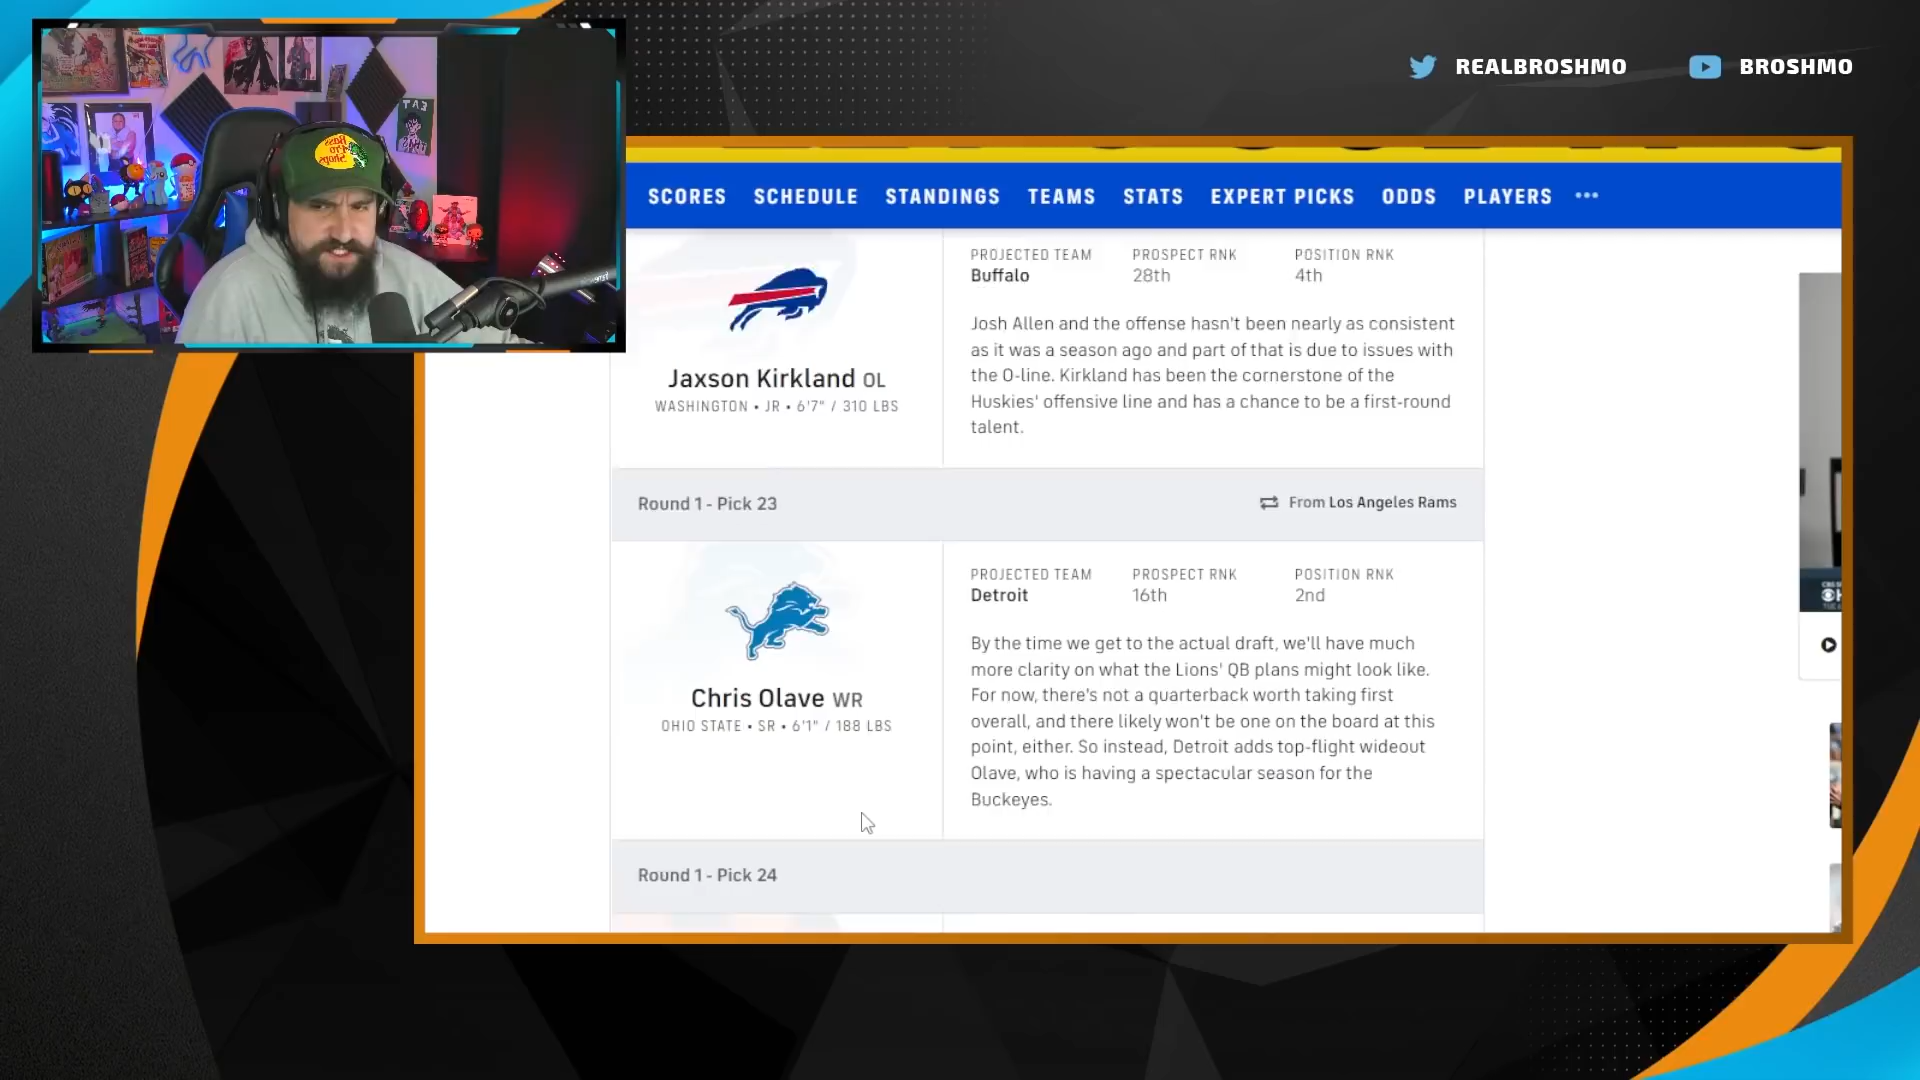 REALBROSHMO
BROSHMO
Bass
Pro
Shops
SCORES SCHEDULE STANDINGS TEAMS STATS EXPERT PICKS ODDS PLAYERS •••
PROJECTED TEAM PROSPECT RNK POSITION RNK
Buffalo 28th 4th
Jaxson Kirkland OL
WASHINGTON • JR • 6'7" / 310 LBS
Josh Allen and the offense hasn't been nearly as consistent
as it was a season ago and part of that is due to issues with
the O-line. Kirkland has been the cornerstone of the
Huskies' offensive line and has a chance to be a first-round
talent.
Round 1 - Pick 23
From Los Angeles Rams
PROJECTED TEAM PROSPECT RNK POSITION RNK
Detroit 16th 2nd
Chris Olave WR
OHIO STATE • SR • 6'1" / 188 LBS
By the time we get to the actual draft, we'll have much
more clarity on what the Lions' QB plans might look like.
For now, there's not a quarterback worth taking first
overall, and there likely won't be one on the board at this
point, either. So instead, Detroit adds top-flight wideout
Olave, who is having a spectacular season for the
Buckeyes.
Round 1 - Pick 24